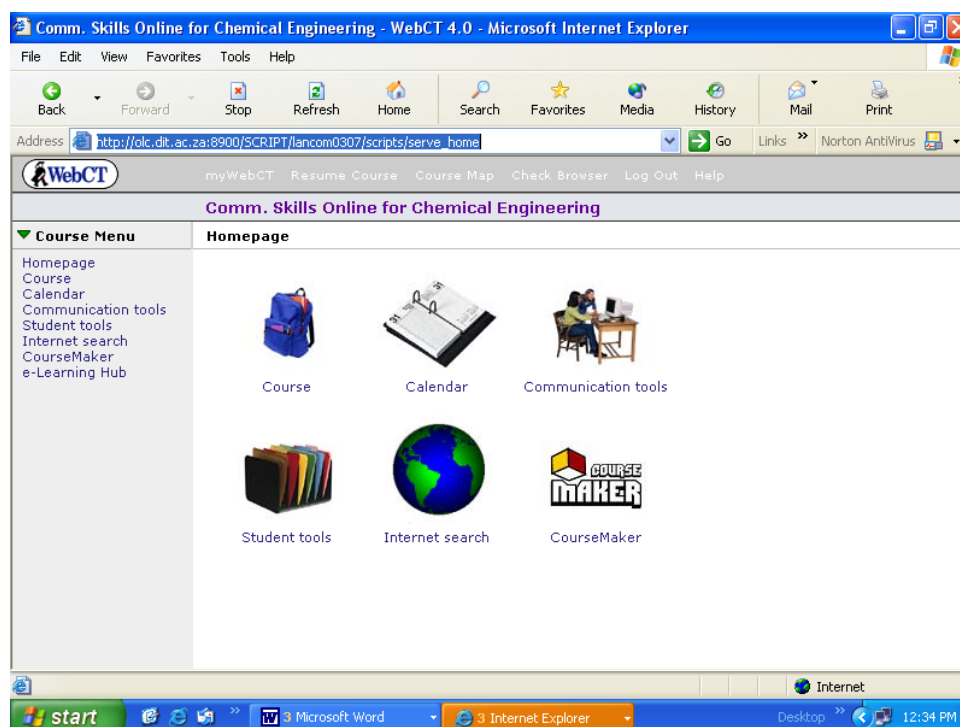 Comm. Skills Online for Chemical Engineering - WebCT 4.0 - Microsoft Internet Explorer
File Edit View Favorites Tools Help
Back Forward Stop Refresh Home Search Favorites Media History Mail Print
Address http://olc.dit.ac.za:8900/SCRIPT/lancom0307/scripts/serve_home Go Links » Norton AntiVirus
WebCT myWebCT Resume Course Course Map Check Browser Log Out Help
Comm. Skills Online for Chemical Engineering
Course Menu Homepage
Homepage
Course
Calendar
Communication tools
Student tools
Internet search
CourseMaker
e-Learning Hub
31 31
Course Calendar Communication tools
COURSE
MAKER
Student tools Internet search CourseMaker
Internet
start » 3 Microsoft Word 3 Internet Explorer Desktop » 12:34 PM